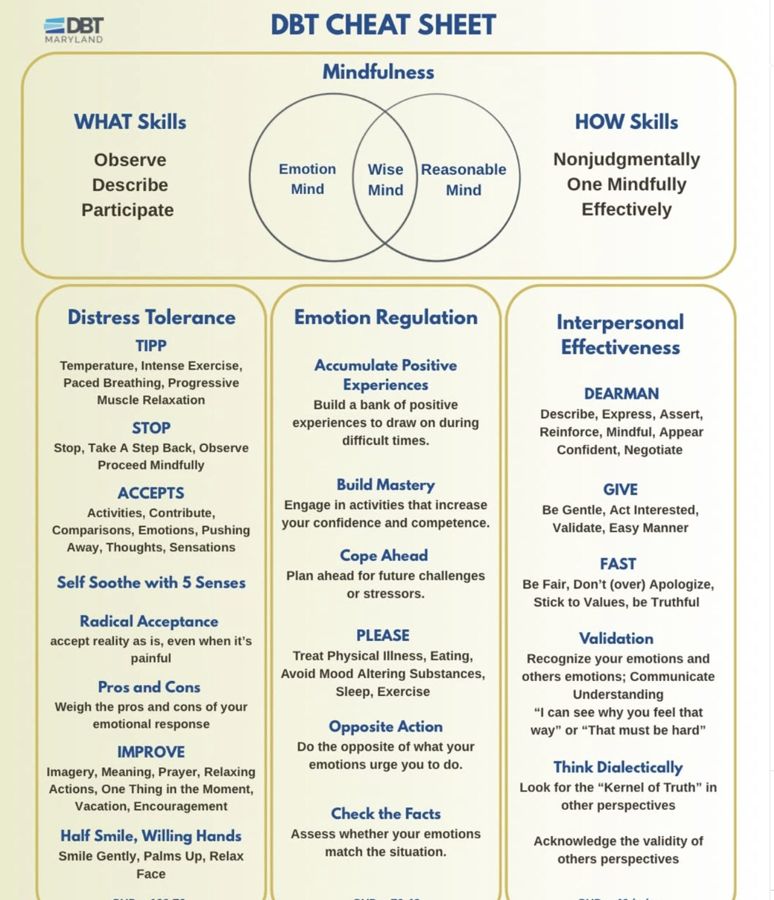 DBT
MARYLAND
DBT CHEAT SHEET
Mindfulness
WHAT Skills
Observe
Describe
Participate
Emotion
Mind
Wise
Mind
Reasonable
Mind
HOW Skills
Nonjudgmentally
One Mindfully
Effectively
Distress Tolerance
TIPP
Temperature, Intense Exercise,
Paced Breathing, Progressive
Muscle Relaxation
STOP
Stop, Take A Step Back, Observe
Proceed Mindfully
ACCEPTS
Activities, Contribute,
Comparisons, Emotions, Pushing
Away, Thoughts, Sensations
Self Soothe with 5 Senses
Radical Acceptance
accept reality as is, even when it's
painful
Pros and Cons
Weigh the pros and cons of your
emotional response
IMPROVE
Imagery, Meaning, Prayer, Relaxing
Actions, One Thing in the Moment,
Vacation, Encouragement
Half Smile, Willing Hands
Smile Gently, Palms Up, Relax
Face
Emotion Regulation
Accumulate Positive
Experiences
Build a bank of positive
experiences to draw on during
difficult times.
Build Mastery
Engage in activities that increase
your confidence and competence.
Cope Ahead
Plan ahead for future challenges
or stressors.
PLEASE
Treat Physical Illness, Eating,
Avoid Mood Altering Substances,
Sleep, Exercise
Opposite Action
Do the opposite of what your
emotions urge you to do.
Check the Facts
Assess whether your emotions
match the situation.
Interpersonal
Effectiveness
DEARMAN
Describe, Express, Assert,
Reinforce, Mindful, Appear
Confident, Negotiate
GIVE
Be Gentle, Act Interested,
Validate, Easy Manner
FAST
Be Fair, Don't (over) Apologize,
Stick to Values, be Truthful
Validation
Recognize your emotions and
others emotions; Communicate
Understanding
“I can see why you feel that
way” or “That must be hard”
Think Dialectically
Look for the “Kernel of Truth” in
other perspectives
Acknowledge the validity of
others perspectives